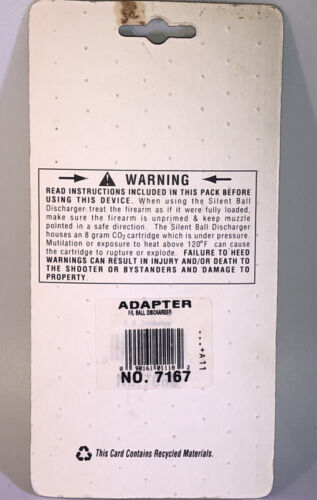 WARNING
READ INSTRUCTIONS INCLUDED IN THIS PACK BEFORE
USING THIS DEVICE. When using the Silent Ball
Discharger treat the firearm as if it were fully loaded,
make sure the firearm is unprimed & keep muzzle
pointed in a safe direction. The Silent Ball Discharger
houses an 8 gram CO2 cartridge which is under pressure.
Mutilation or exposure to heat above 120°F can cause
the cartridge to rupture or explode. FAILURE TO HEED
WARNINGS CAN RESULT IN INJURY AND/OR DEATH TO
THE SHOOTER OR BYSTANDERS AND DAMAGE TO
PROPERTY.
ADAPTER
F/L BALL DISCHARGER
0 90161 01110 2
NO. 7167
This Card Contains Recycled Materials.